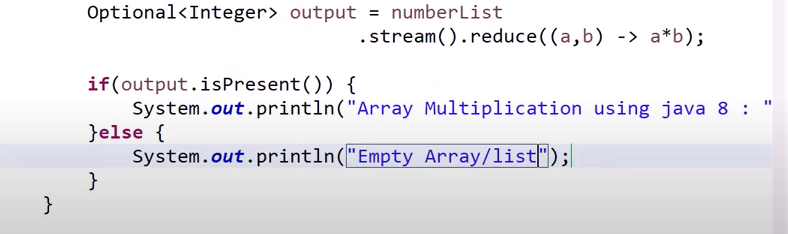 Optional<Integer> output = numberList
.stream().reduce((a,b) -> a*b);
if(output.isPresent()) {
System.out.println("Array Multiplication using java 8 : "
}else {
System.out.println("Empty Array/list");
}
}